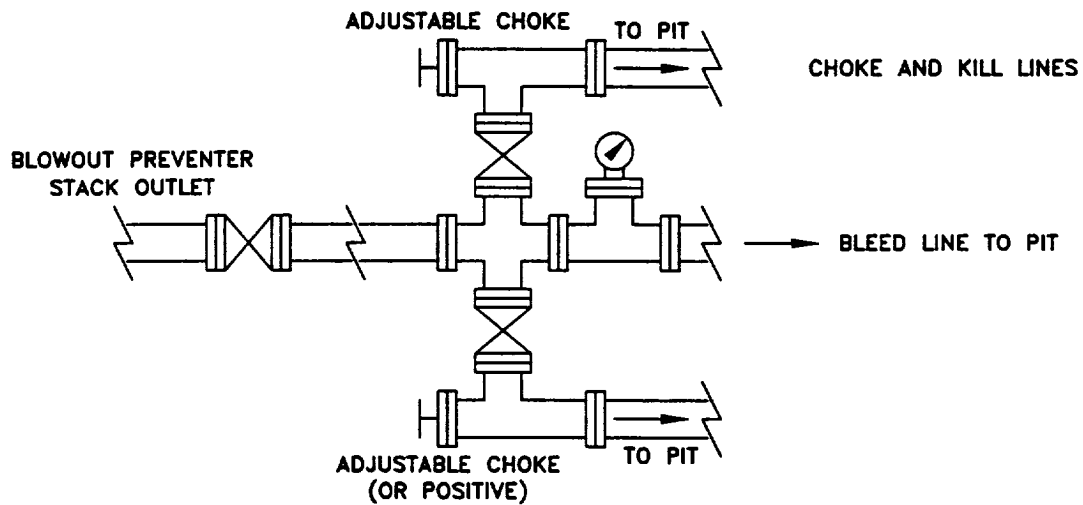 ADJUSTABLE CHOKE
TO PIT
CHOKE AND KILL LINES
BLOWOUT PREVENTER
STACK OUTLET
BLEED LINE TO PIT
TO PIT
ADJUSTABLE CHOKE
(OR POSITIVE)